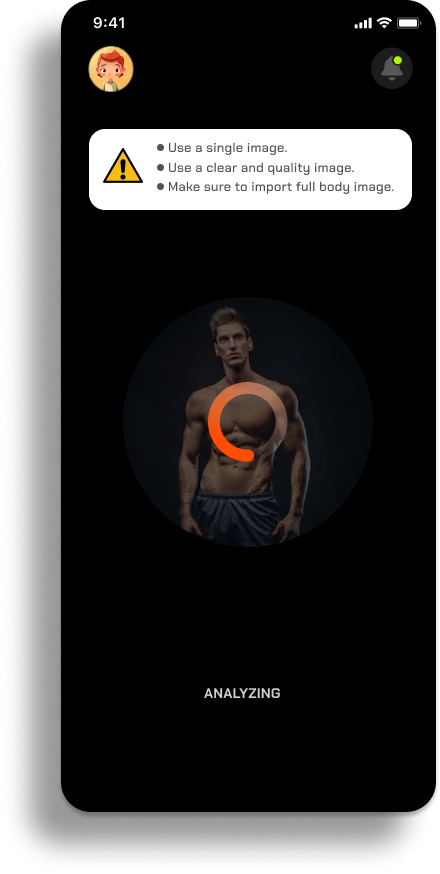 9:41
● Use a single image.
● Use a clear and quality image.
● Make sure to import full body image.
ANALYZING